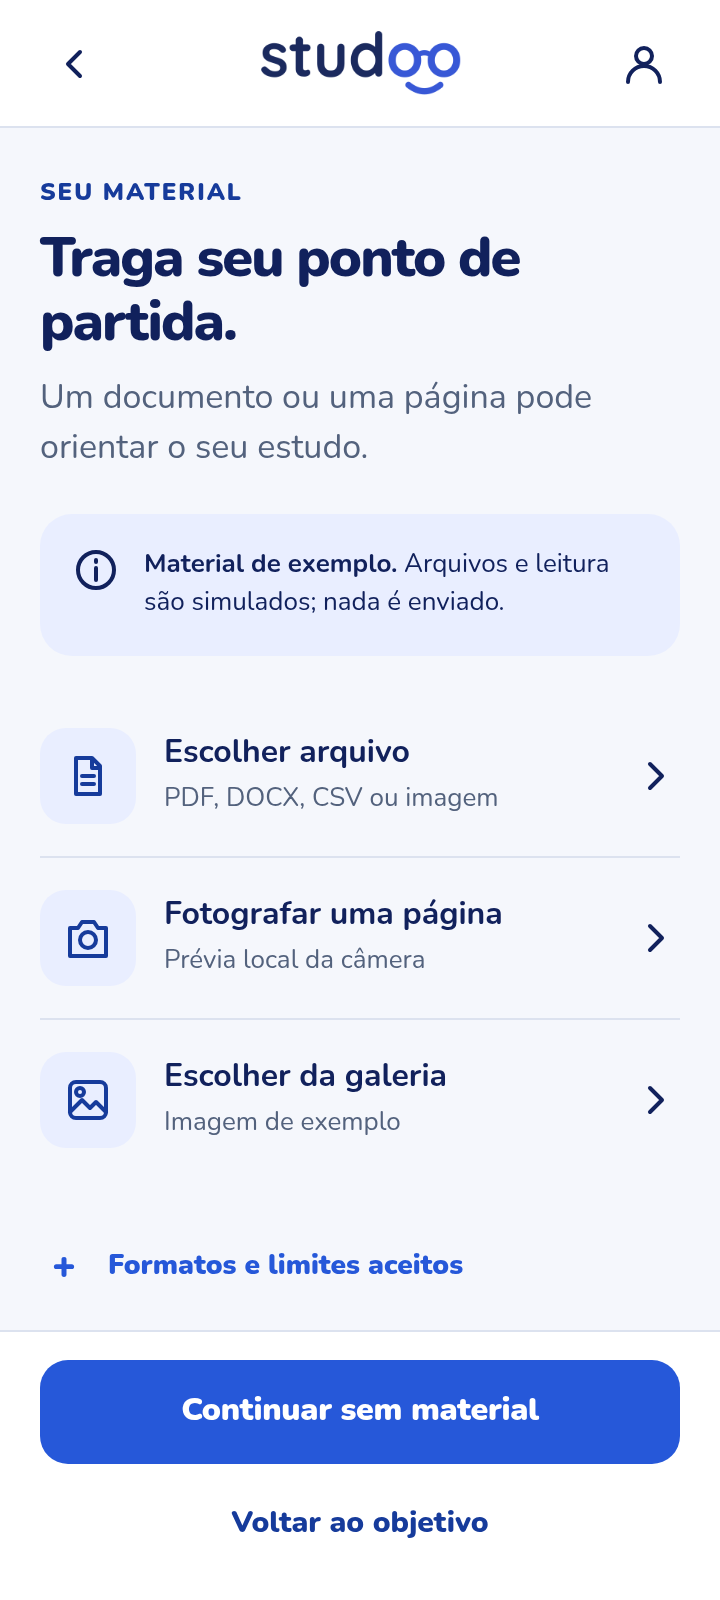 studoo
SEU MATERIAL
Traga seu ponto de
partida.
Um documento ou uma página pode
orientar o seu estudo.
Material de exemplo. Arquivos e leitura
são simulados; nada é enviado.
Escolher arquivo
PDF, DOCX, CSV ou imagem
Fotografar uma página
Prévia local da câmera
Escolher da galeria
Imagem de exemplo
+ Formatos e limites aceitos
Continuar sem material
Voltar ao objetivo